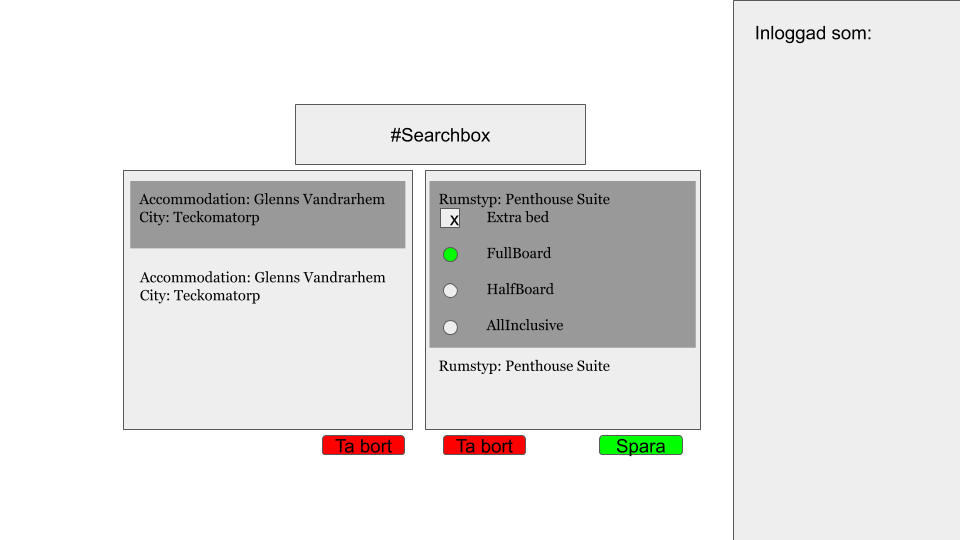 Inloggad som:
#Searchbox
Accommodation: Glenns Vandrarhem
City: Teckomatorp
Accommodation: Glenns Vandrarhem
City: Teckomatorp
Rumstyp: Penthouse Suite
x Extra bed
FullBoard
HalfBoard
AllInclusive
Rumstyp: Penthouse Suite
Ta bort
Ta bort
Spara